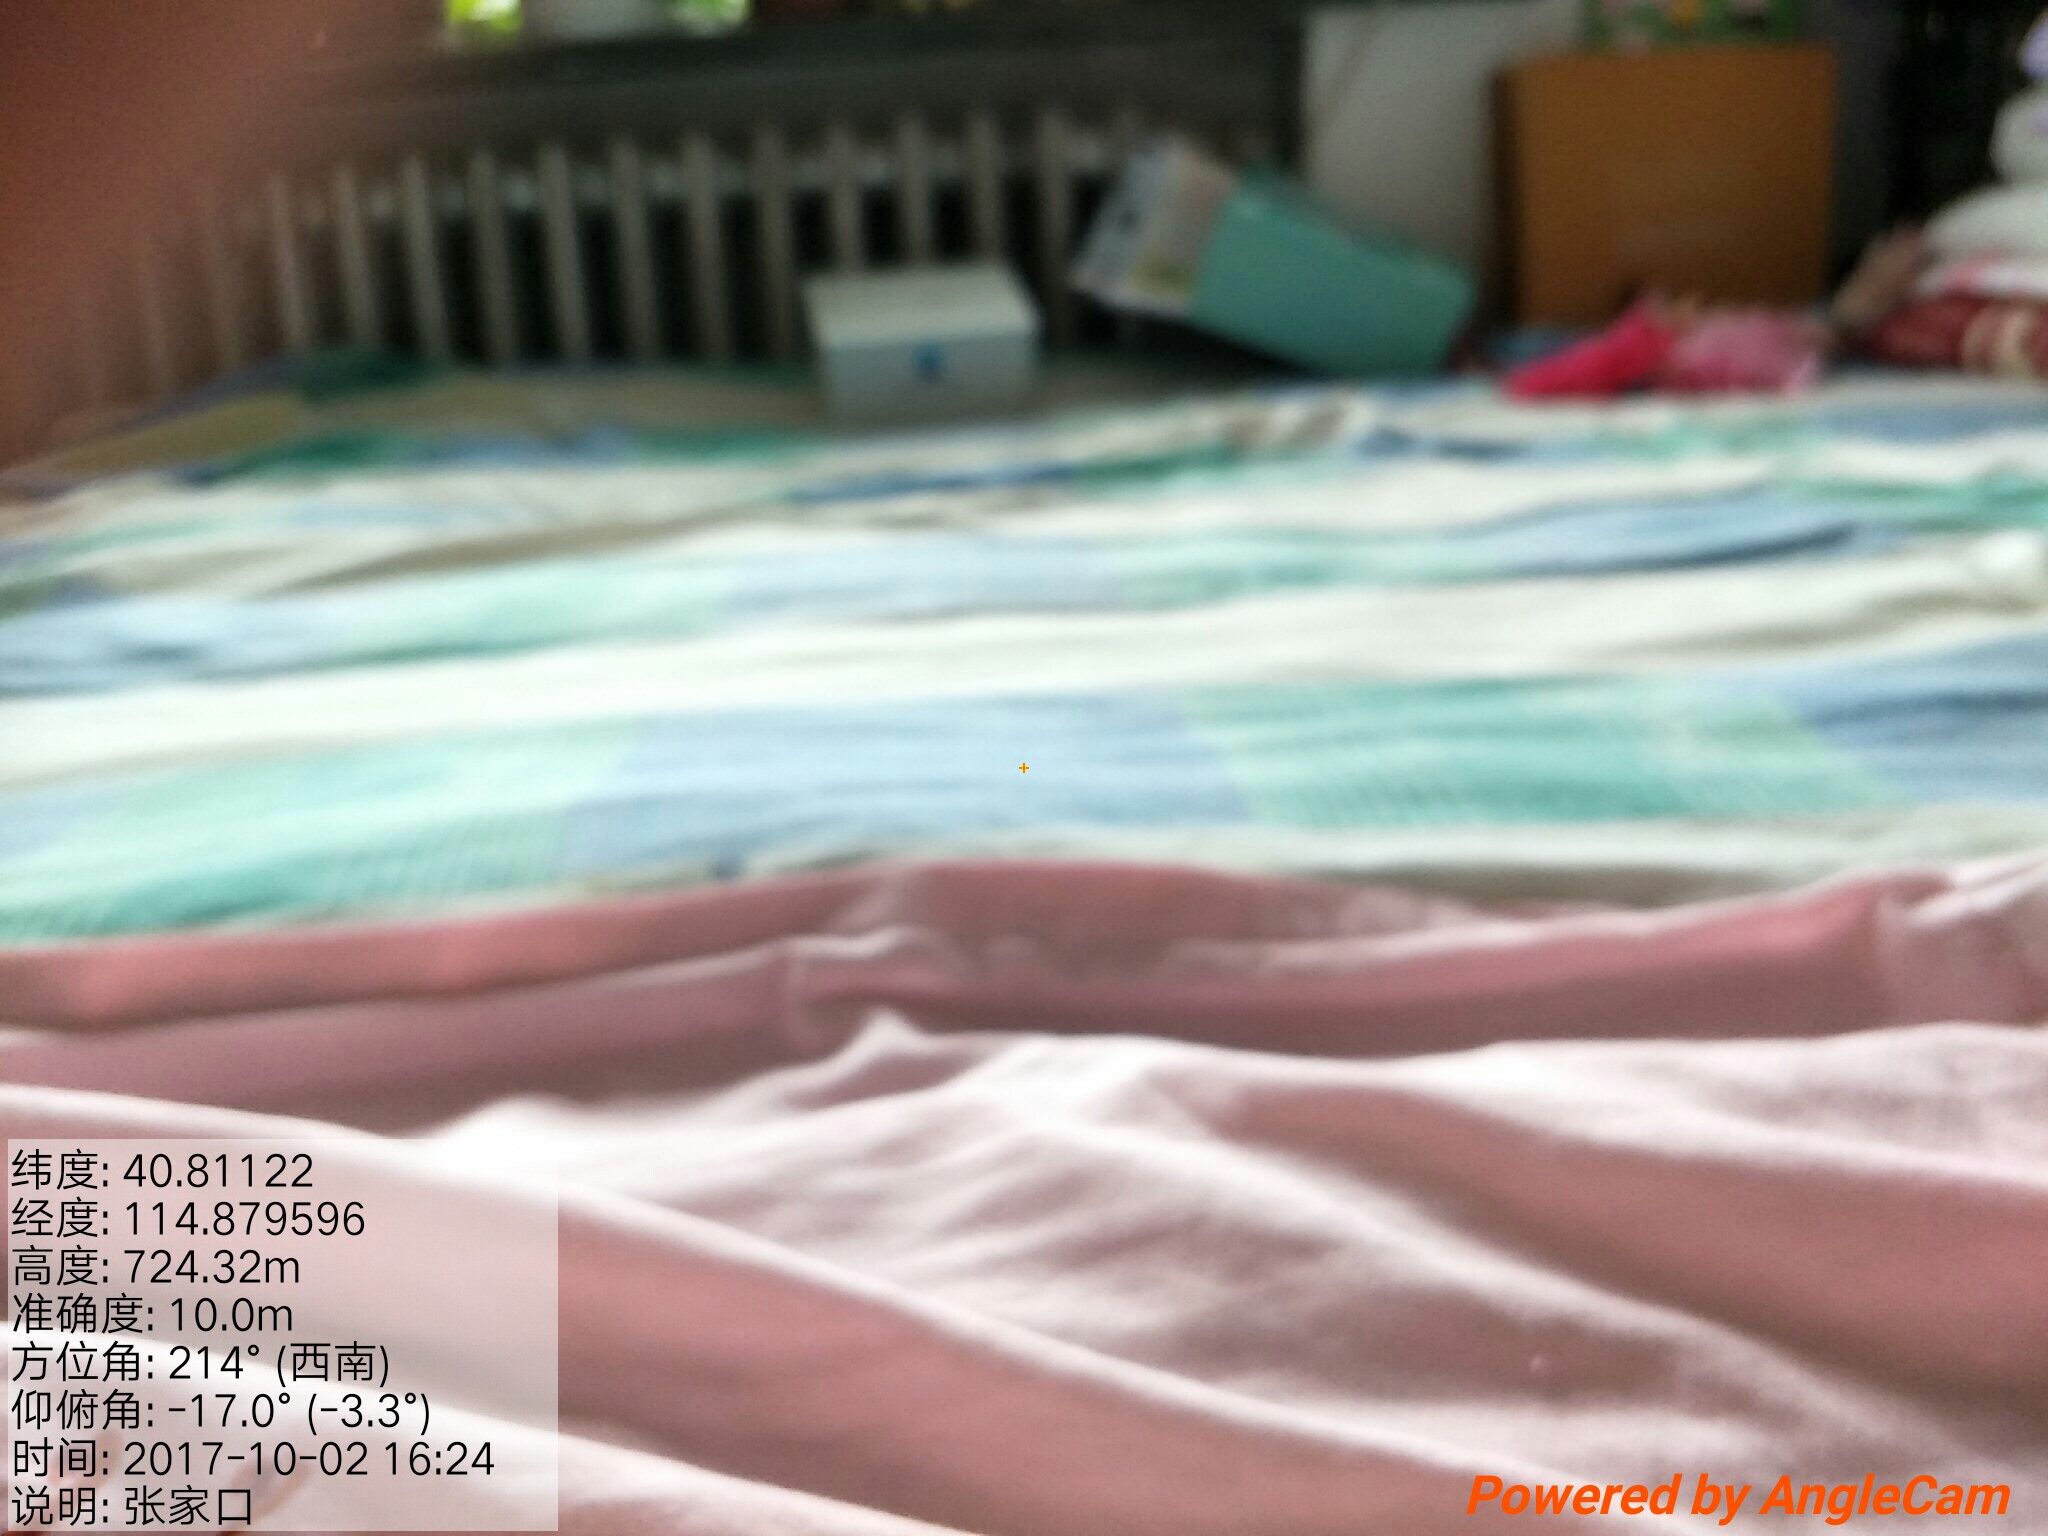 纬度: 40.81122
经度: 114.879596
高度: 724.32m
准确度: 10.0m
方位角: 214° (西南)
仰俯角: -17.0° (-3.3°)
时间: 2017-10-02 16:24
说明: 张家口
Powered by AngleCam